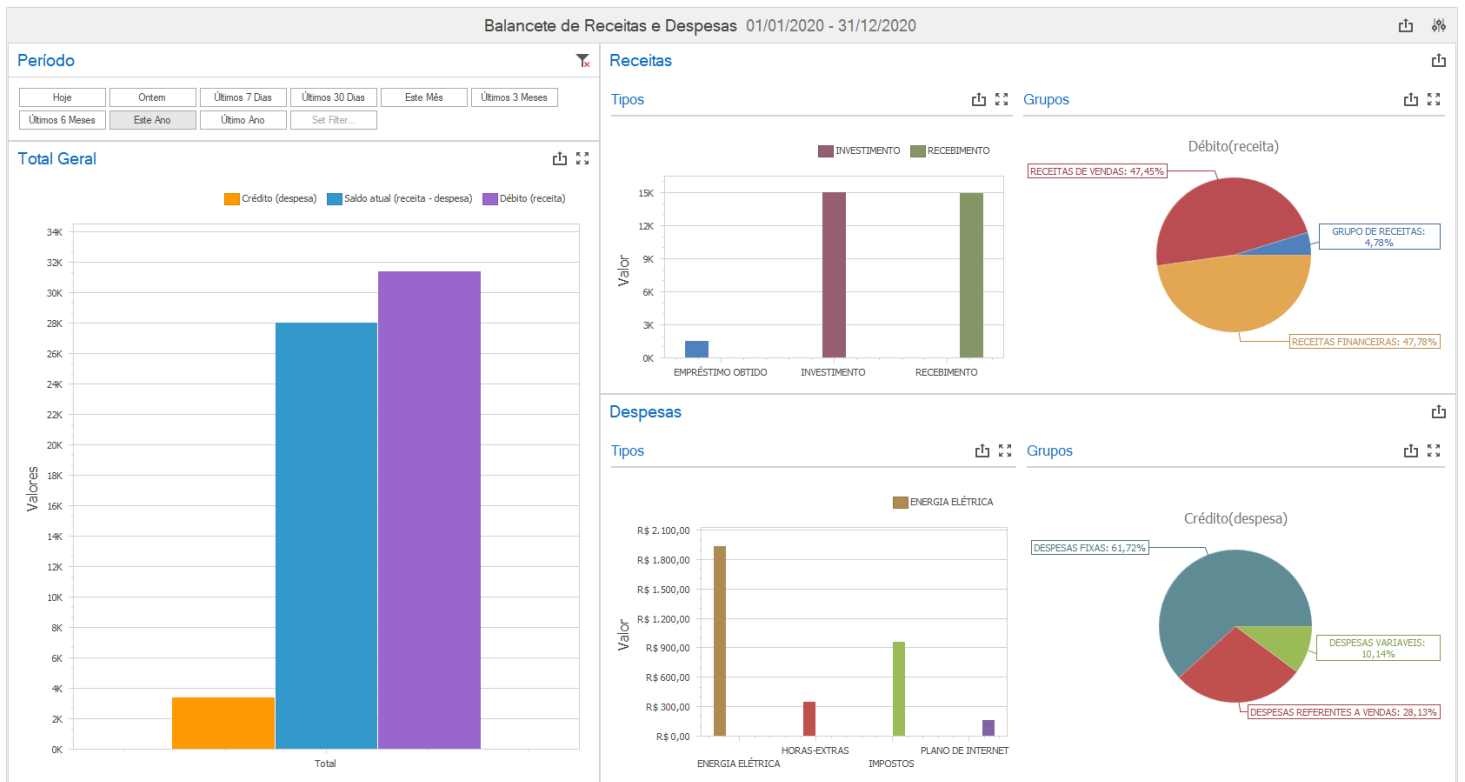 Balancete de Receitas e Despesas 01/01/2020 - 31/12/2020
Período
Hoje Ontem Últimos 7 Dias Últimos 30 Dias Este Mês Últimos 3 Meses
Últimos 6 Meses Este Ano Último Ano Set Filter...
Total Geral
Crédito (despesa) Saldo atual (receita - despesa) Débito (receita)
34K
32K
30K
28K
26K
24K
22K
20K
18K
16K
14K
12K
10K
8K
6K
4K
2K
0K
Valores
Total
Receitas
Tipos
INVESTIMENTO RECEBIMENTO
15K
12K
9K
6K
3K
0K
Valor
EMPRÉSTIMO OBTIDO INVESTIMENTO RECEBIMENTO
Grupos
Débito(receita)
RECEITAS DE VENDAS: 47,45%
GRUPO DE RECEITAS:
4,78%
RECEITAS FINANCEIRAS: 47,78%
Despesas
Tipos
ENERGIA ELÉTRICA
R$ 2.100,00
R$ 1.800,00
R$ 1.500,00
R$ 1.200,00
R$ 900,00
R$ 600,00
R$ 300,00
R$ 0,00
Valor
HORAS-EXTRAS PLANO DE INTERNET
ENERGIA ELÉTRICA IMPOSTOS
Grupos
Crédito(despesa)
DESPESAS FIXAS: 61,72%
DESPESAS VARIAVEIS:
10,14%
DESPESAS REFERENTES A VENDAS: 28,13%